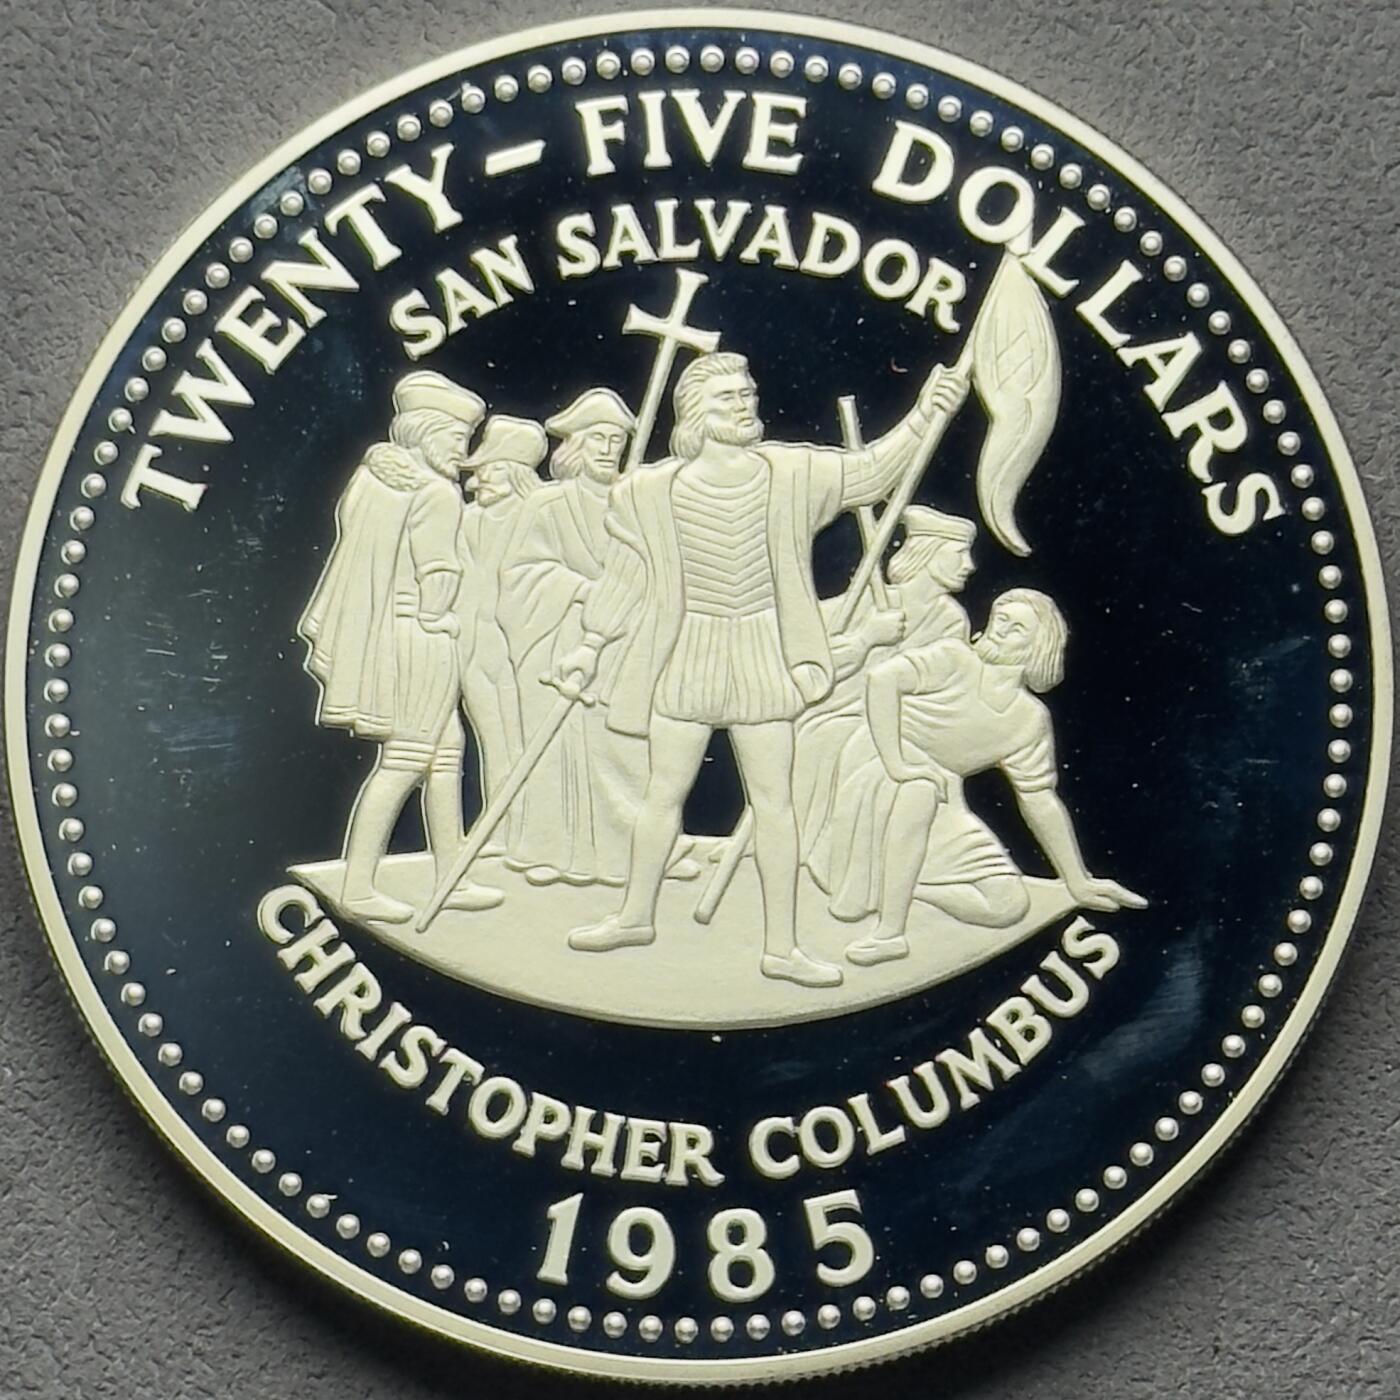 TWENTY-FIVE DOLLARS
SAN SALVADOR
CHRISTOPHER COLUMBUS
1985